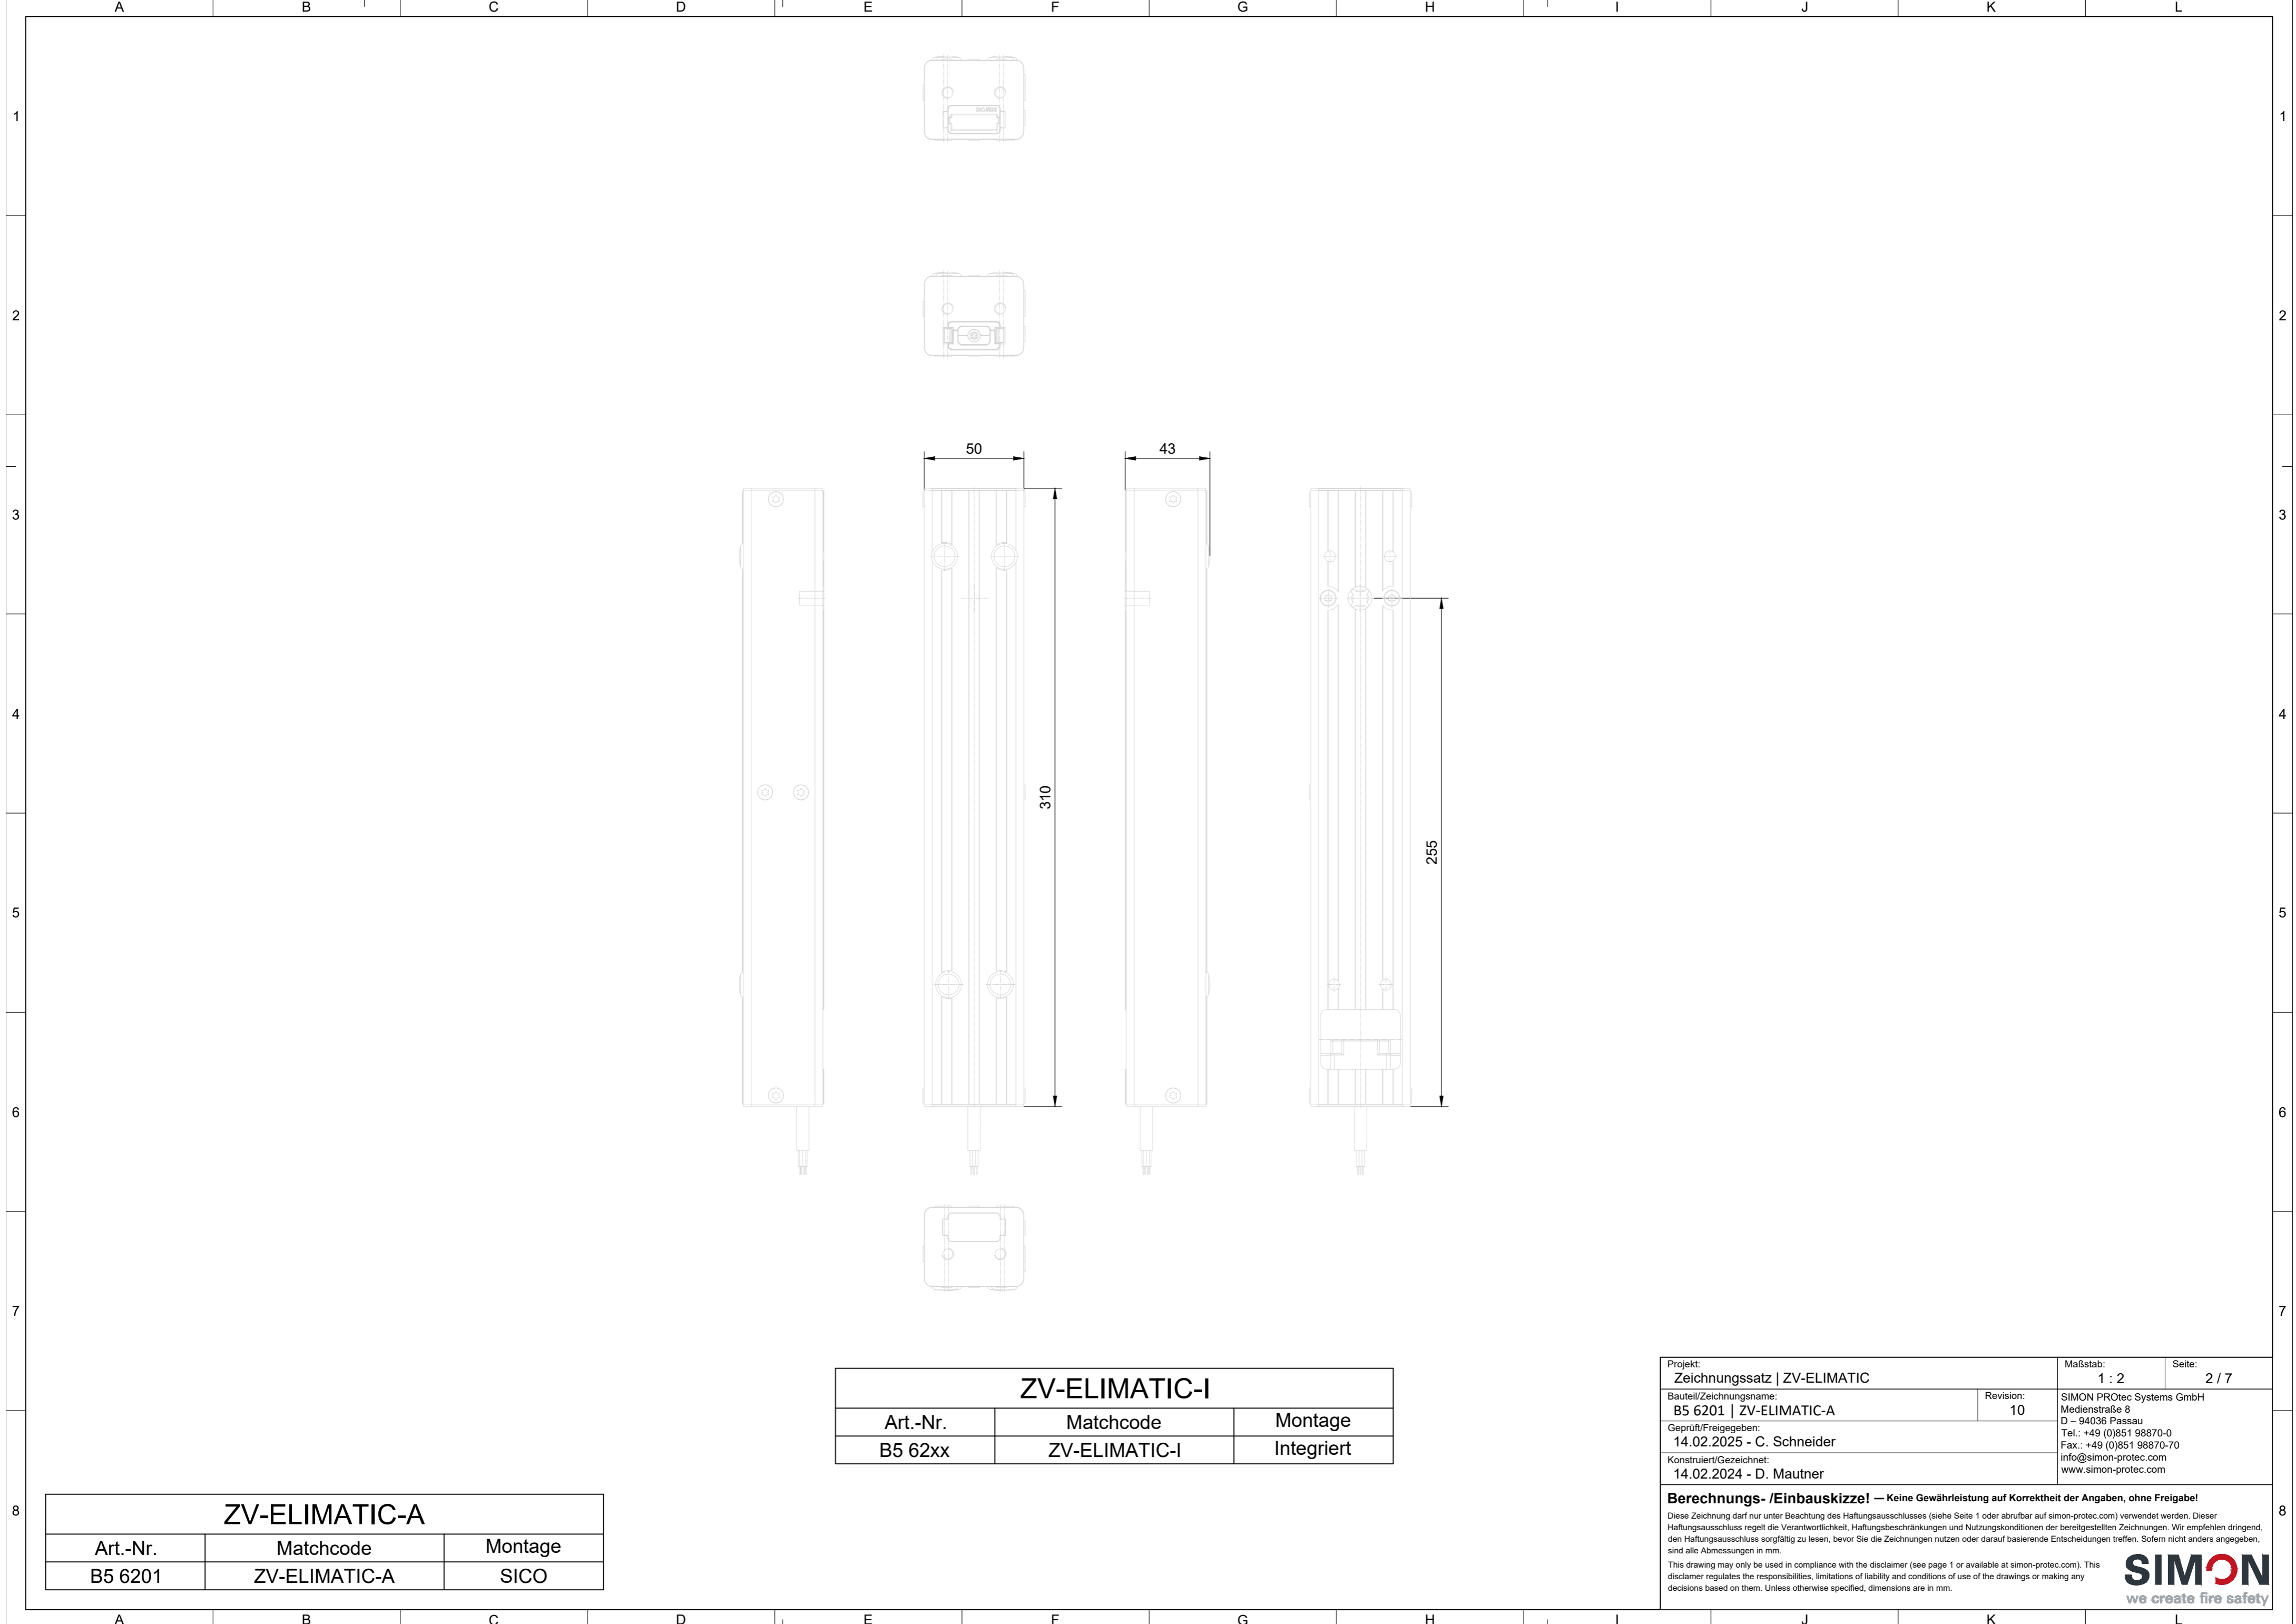 A B C D E F G H I J K L
1 1
2 2
50 43
3 3
4 4
310
255
5 5
6 6
7 7
ZV-ELIMATIC-I
Art.-Nr. Matchcode Montage
B5 62xx ZV-ELIMATIC-I Integriert
8 8
ZV-ELIMATIC-A
Art.-Nr. Matchcode Montage
B5 6201 ZV-ELIMATIC-A SICO
Projekt:
Zeichnungssatz | ZV-ELIMATIC
Maßstab:
1 : 2
Seite:
2 / 7
Bauteil/Zeichnungsname:
B5 6201 | ZV-ELIMATIC-A
Revision:
10
Geprüft/Freigegeben:
14.02.2025 - C. Schneider
Konstruiert/Gezeichnet:
14.02.2024 - D. Mautner
SIMON PROtec Systems GmbH
Medienstraße 8
D – 94036 Passau
Tel.: +49 (0)851 98870-0
Fax.: +49 (0)851 98870-70
info@simon-protec.com
www.simon-protec.com
Berechnungs- /Einbauskizze! — Keine Gewährleistung auf Korrektheit der Angaben, ohne Freigabe!
Diese Zeichnung darf nur unter Beachtung des Haftungsausschlusses (siehe Seite 1 oder abrufbar auf simon-protec.com) verwendet werden. Dieser
Haftungsausschluss regelt die Verantwortlichkeit, Haftungsbeschränkungen und Nutzungskonditionen der bereitgestellten Zeichnungen. Wir empfehlen dringend,
den Haftungsausschluss sorgfältig zu lesen, bevor Sie die Zeichnungen nutzen oder darauf basierende Entscheidungen treffen. Sofern nicht anders angegeben,
sind alle Abmessungen in mm.
This drawing may only be used in compliance with the disclaimer (see page 1 or available at simon-protec.com). This
disclamer regulates the responsibilities, limitations of liability and conditions of use of the drawings or making any
decisions based on them. Unless otherwise specified, dimensions are in mm.
SIMON
we create fire safety
A B C D E F G H I J K L